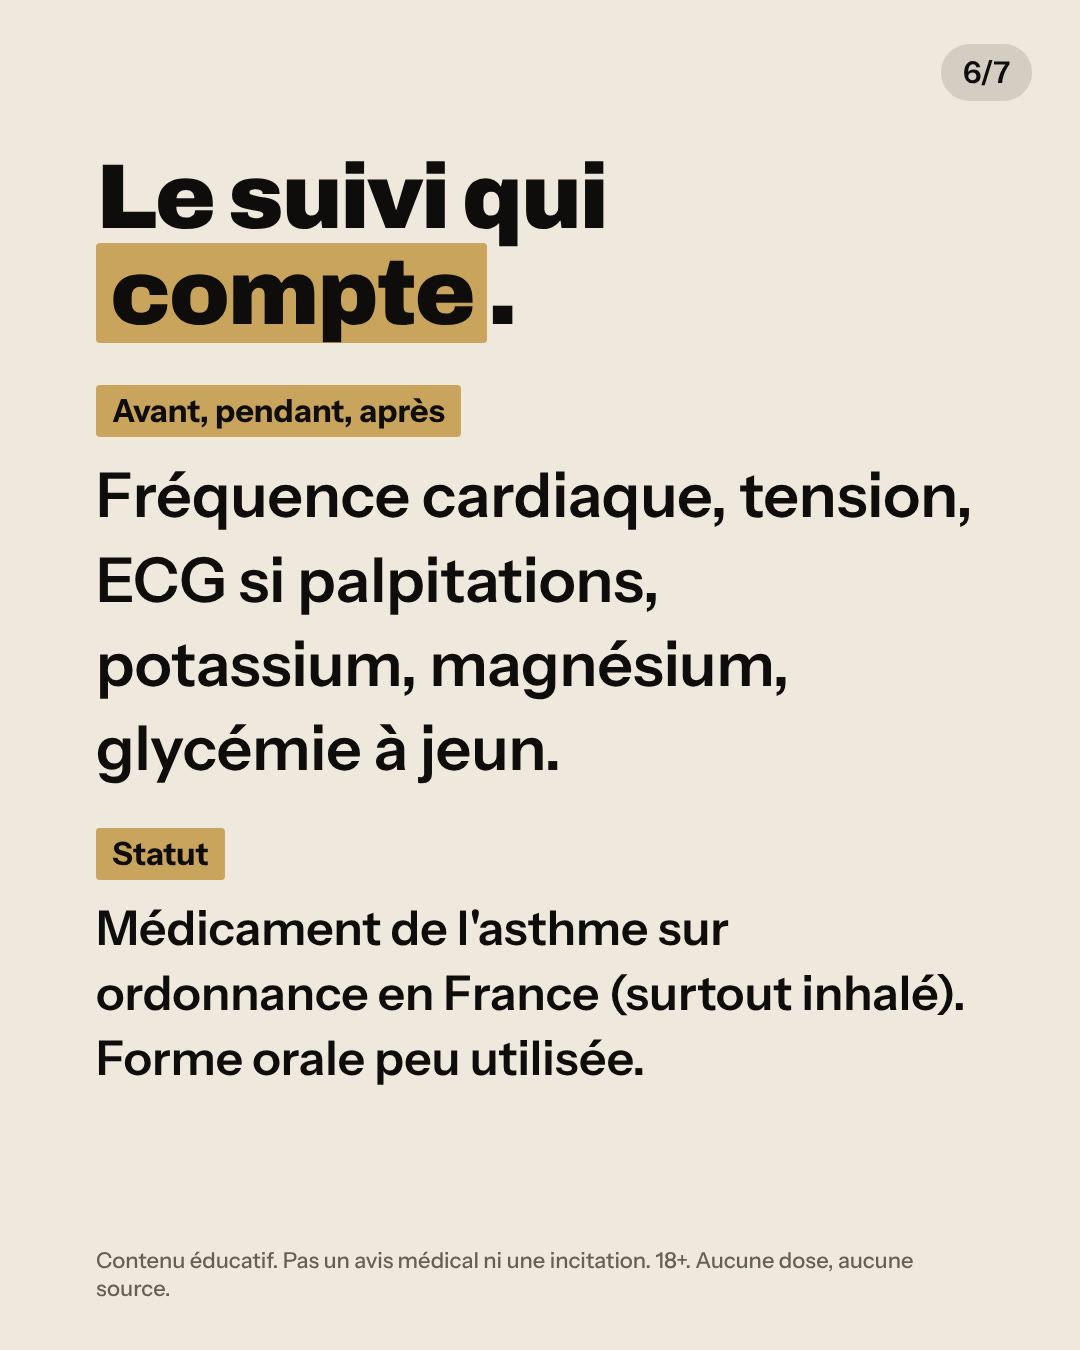 6/7
Le suivi qui
compte.
Avant, pendant, après
Fréquence cardiaque, tension,
ECG si palpitations,
potassium, magnésium,
glycémie à jeun.
Statut
Médicament de l'asthme sur
ordonnance en France (surtout inhalé).
Forme orale peu utilisée.
Contenu éducatif. Pas un avis médical ni une incitation. 18+. Aucune dose, aucune
source.